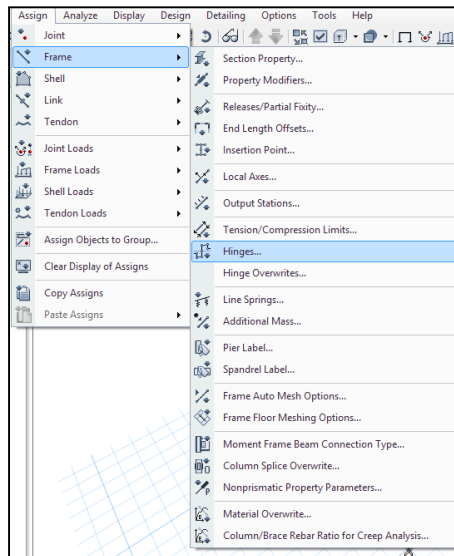 Assign Analyze Display Design Detailing Options Tools Help
Joint
Frame
Shell
Link
Tendon
Joint Loads
Frame Loads
Shell Loads
Tendon Loads
Assign Objects to Group...
Clear Display of Assigns
Copy Assigns
Paste Assigns
Section Property...
Property Modifiers...
Releases/Partial Fixity...
End Length Offsets...
Insertion Point...
Local Axes...
Output Stations...
Tension/Compression Limits...
Hinges...
Hinge Overwrites...
Line Springs...
Additional Mass...
Pier Label...
Spandrel Label...
Frame Auto Mesh Options...
Frame Floor Meshing Options...
Moment Frame Beam Connection Type...
Column Splice Overwrite...
Nonprismatic Property Parameters...
Material Overwrite...
Column/Brace Rebar Ratio for Creep Analysis...